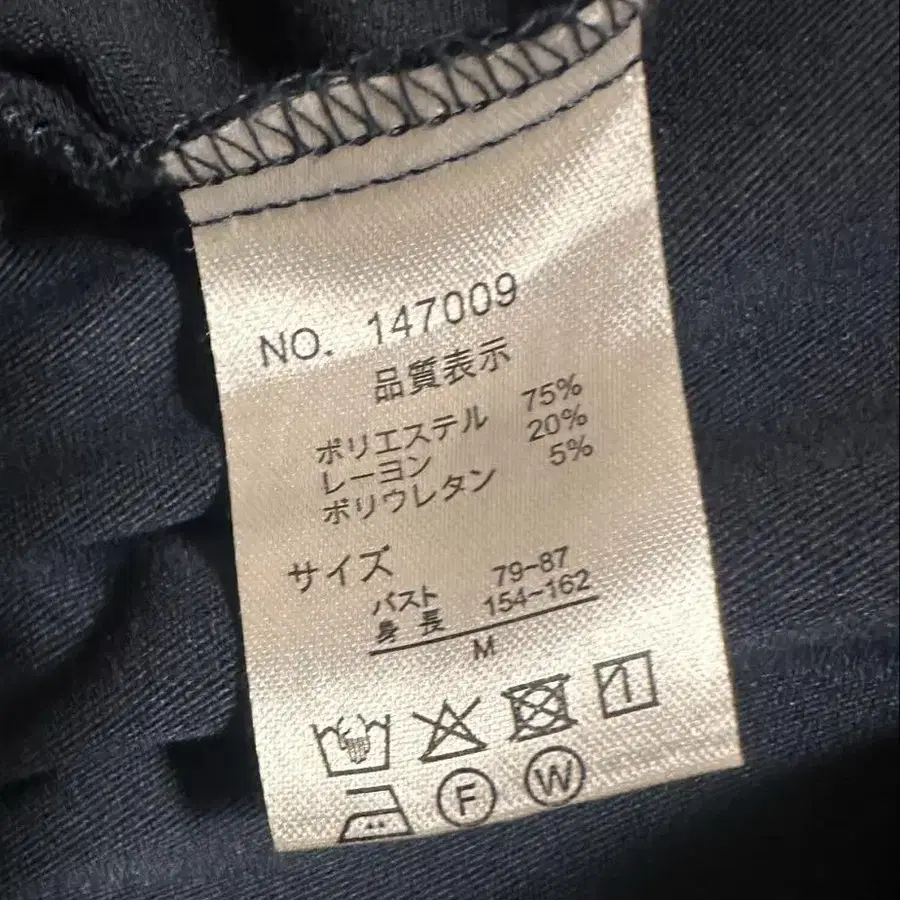 NO. 147009
品質表示
ポリエステル 75%
レーヨン 20%
ポリウレタン 5%
サイズ
バスト 79-87
身長 154-162
M
F W